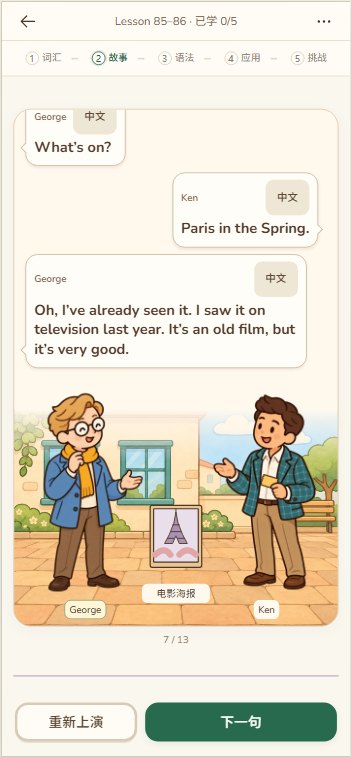 Lesson 85–86 · 已学 0/5
1 词汇 – 2 故事 – 3 语法 – 4 应用 – 5 挑战
George 中文
What's on?
Ken 中文
Paris in the Spring.
George 中文
Oh, I've already seen it. I saw it on
television last year. It's an old film, but
it's very good.
电影海报
George Ken
7 / 13
重新上演 下一句